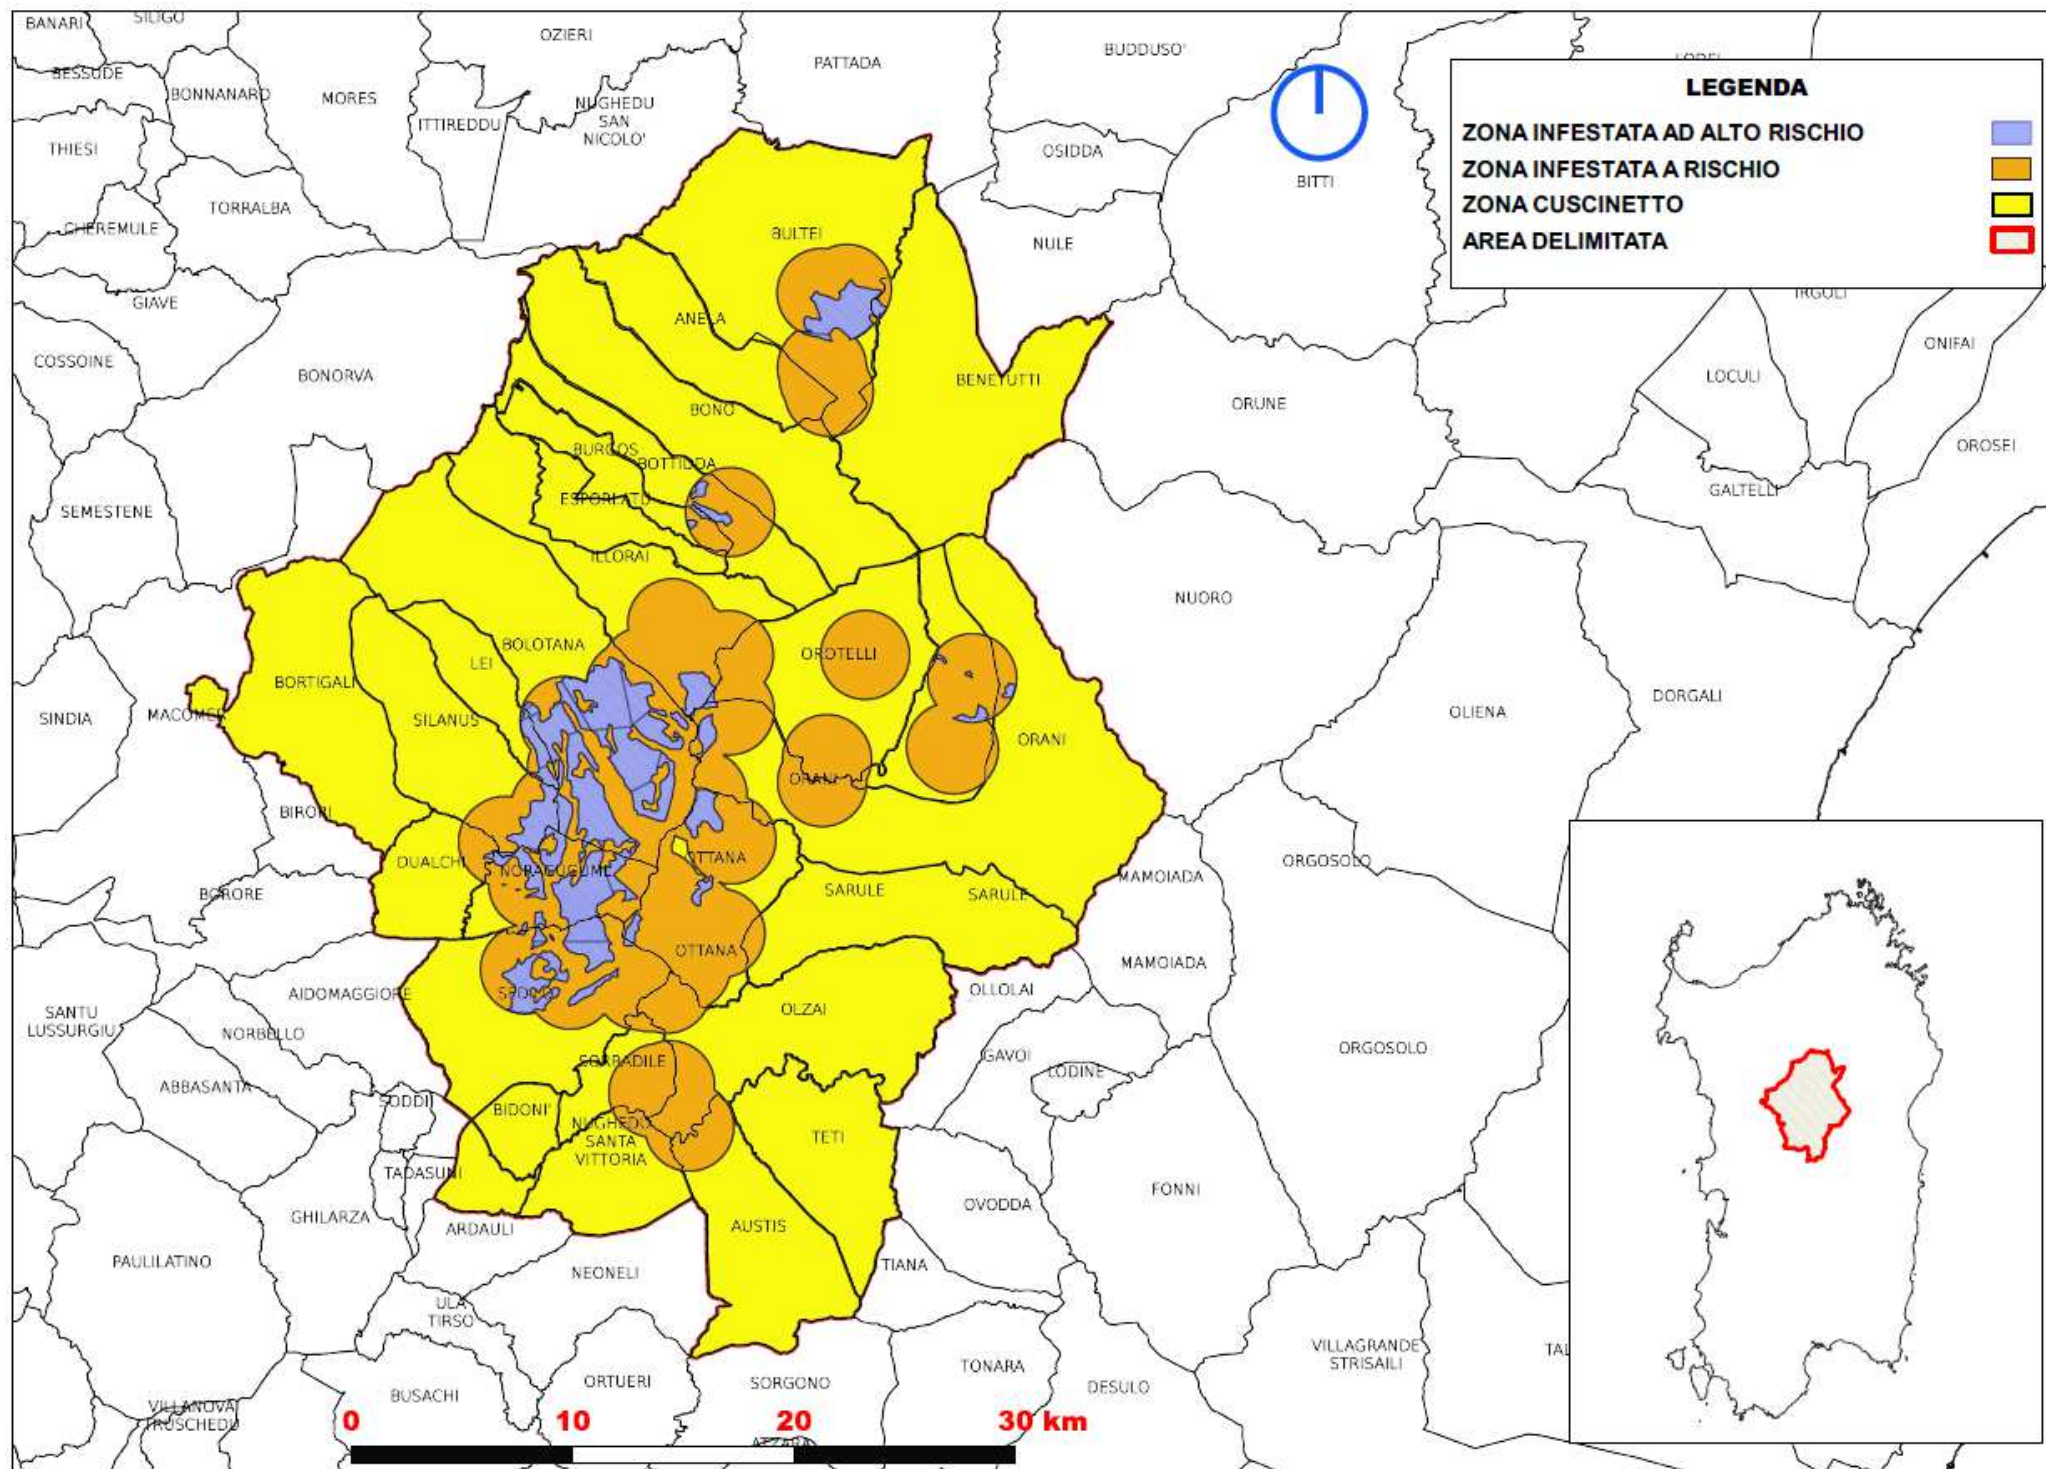 BANARI
SILIGO
OZIERI
PATTADA
BUDDUSO'
BESSUDE
BONNANARO
MORES
ITTIREDDU
NUGHEDU
SAN
NICOLO'
THIESI
OSIDDA
BITTI
TORRALBA
CHEREMULE
NULE
BULTEI
GIAVE
ANELA
COSSOINE
BONORVA
BENETUTTI
ORUNE
BONO
LOCULI
ONIFAI
IRGOLI
OROSEI
BURGOS
BOTTIDDA
ESPORLATU
GALTELLI
SEMESTENE
ILLORAI
NUORO
BOLOTANA
LEI
OROTELLI
BORTIGALI
DORGALI
SINDIA
MACOMER
SILANUS
OLIENA
ORANI
ORANI
BIRORI
DUALCHI
NORAGUGUME
OTTANA
ORGOSOLO
BORORE
SARULE
SARULE
MAMOIADA
OTTANA
MAMOIADA
AIDOMAGGIORE
SEDILO
OLZAI
OLLOLAI
SANTU
LUSSURGIU
NORBELLO
GAVOI
ORGOSOLO
SORRADILE
LODINE
ABBASANTA
SODDI
BIDONI'
NUGHEDU
SANTA
VITTORIA
TETI
TADASUNI
FONNI
OVODDA
GHILARZA
ARDAULI
AUSTIS
PAULILATINO
NEONELI
TIANA
ULA
TIRSO
VILLAGRANDE
STRISAILI
TAL
TONARA
DESULO
ORTUERI
SORGONO
BUSACHI
VILLANOVA
TRUSCHEDU
ATZARA
0 10 20 30 km
LEGENDA
ZONA INFESTATA AD ALTO RISCHIO
ZONA INFESTATA A RISCHIO
ZONA CUSCINETTO
AREA DELIMITATA